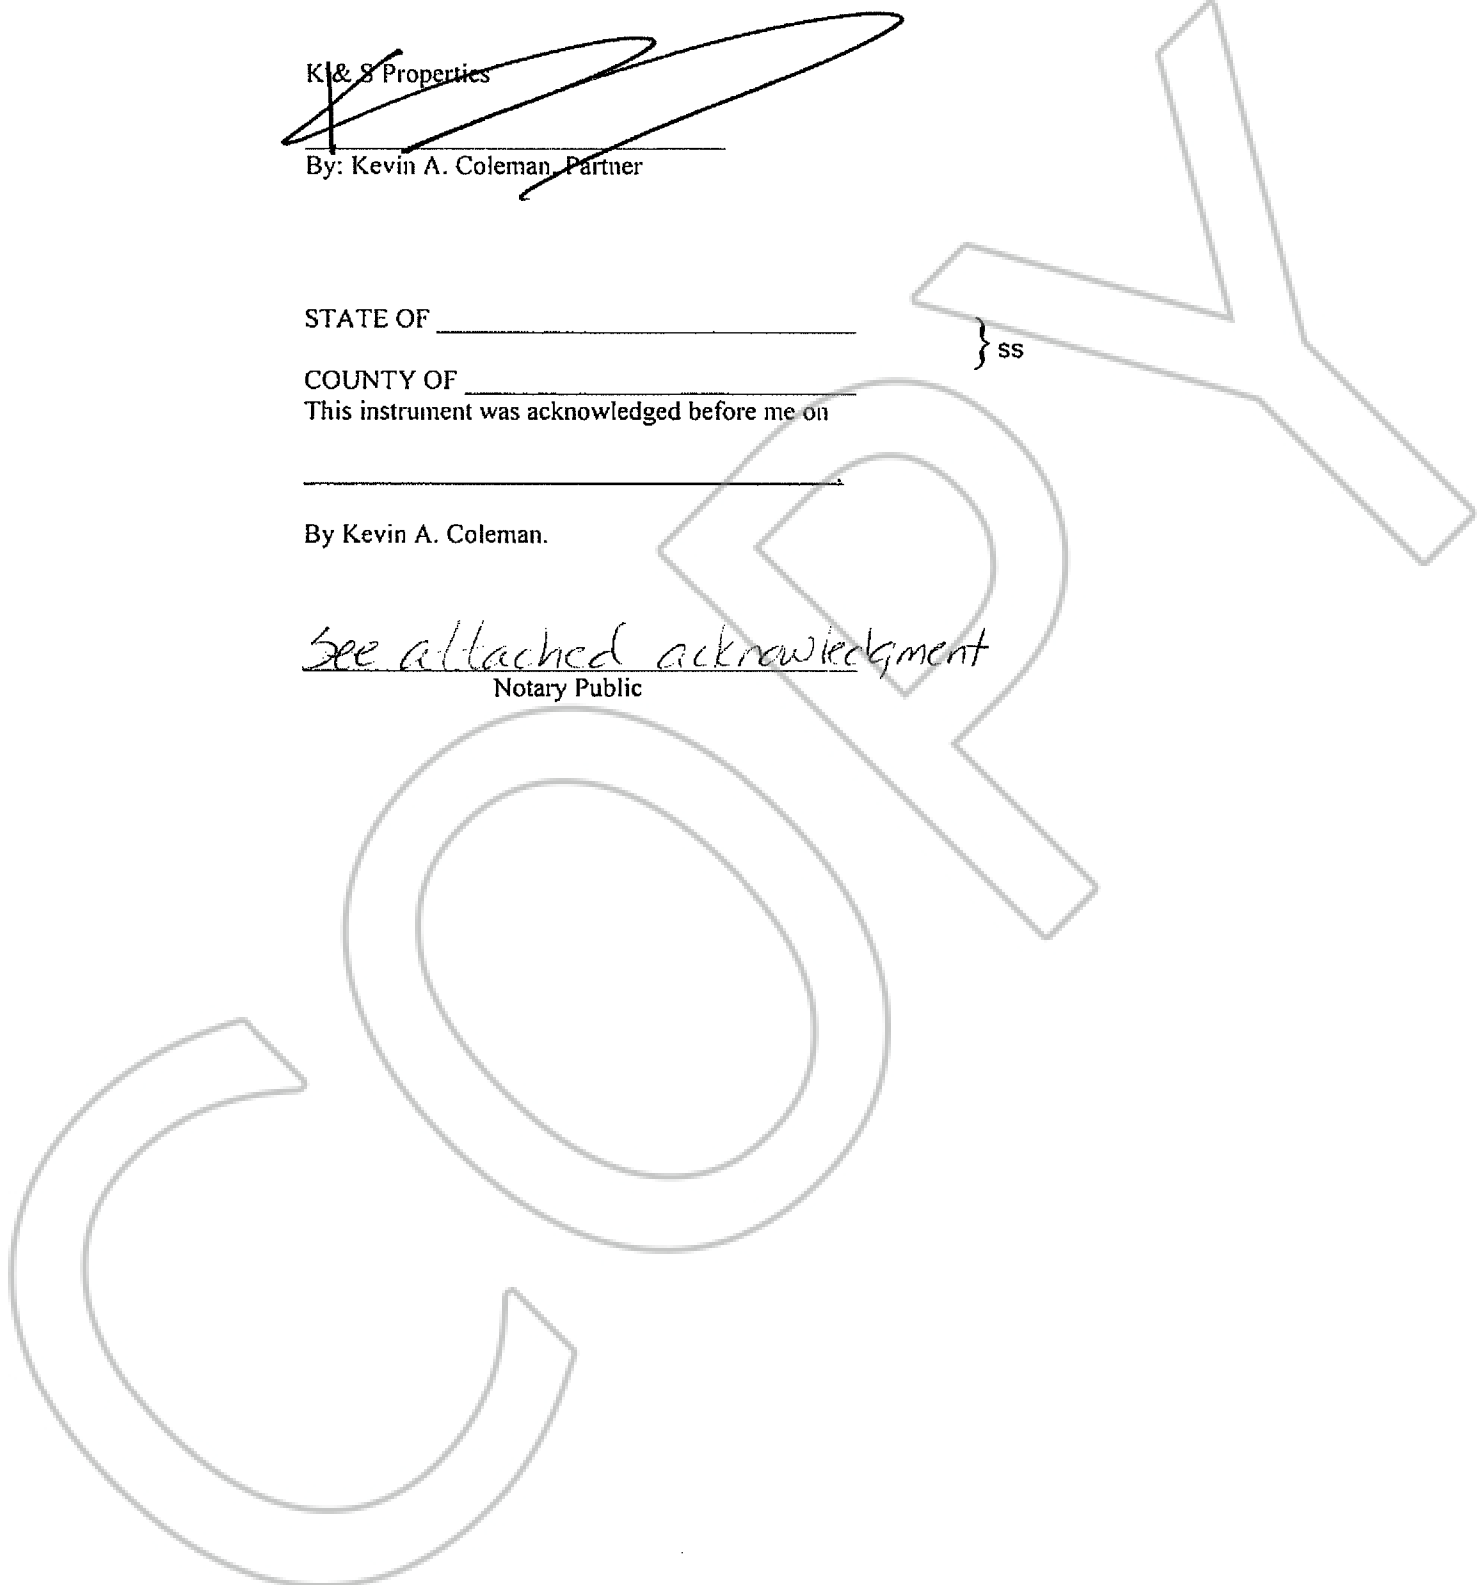 K & S Properties
By: Kevin A. Coleman, Partner
STATE OF
COUNTY OF
} ss
This instrument was acknowledged before me on
.
By Kevin A. Coleman.
See attached acknowledgment
Notary Public
COPY